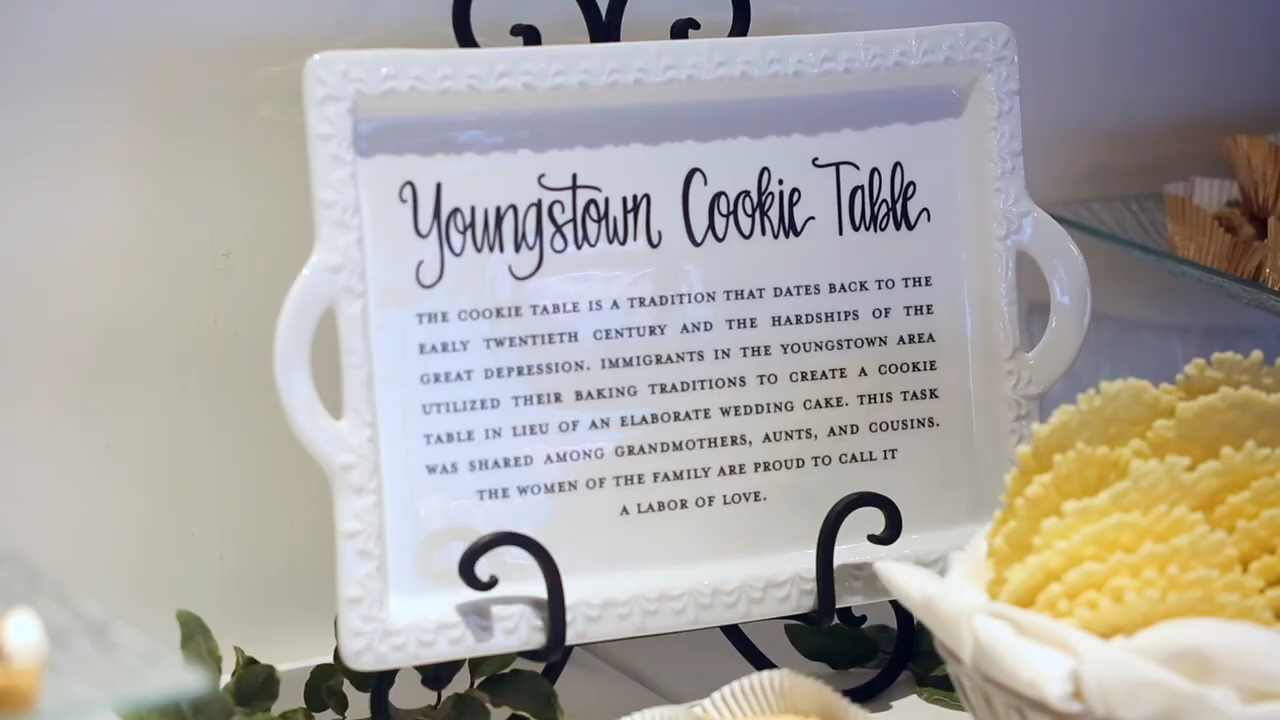 Youngstown Cookie Table
THE COOKIE TABLE IS A TRADITION THAT DATES BACK TO THE
EARLY TWENTIETH CENTURY AND THE HARDSHIPS OF THE
GREAT DEPRESSION. IMMIGRANTS IN THE YOUNGSTOWN AREA
UTILIZED THEIR BAKING TRADITIONS TO CREATE A COOKIE
TABLE IN LIEU OF AN ELABORATE WEDDING CAKE. THIS TASK
WAS SHARED AMONG GRANDMOTHERS, AUNTS, AND COUSINS.
THE WOMEN OF THE FAMILY ARE PROUD TO CALL IT
A LABOR OF LOVE.